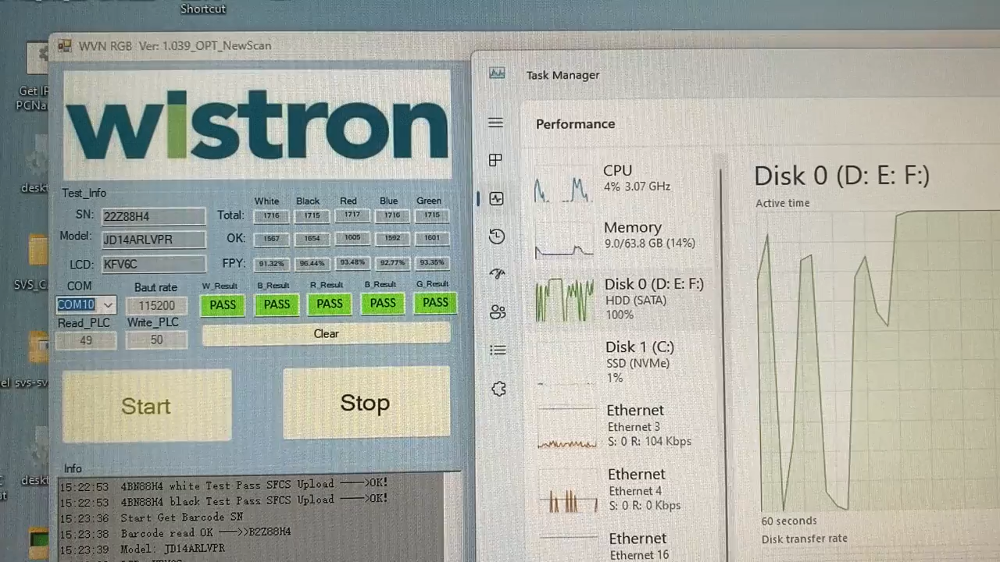 Shortcut
WVN RGB Ver: 1.039_OPT_NewScan
Get IP
PCNa
wistron
deskt
Test_Info
White Black Red Blue Green
SN: 22Z88H4 Total: 1716 1715 1717 1716 1715
Model: JD14ARLVPR OK: 1567 1654 1605 1592 1601
LCD: KFV6C FPY: 91.32% 96.44% 93.48% 92.77% 93.35%
SVS_C
COM Baut rate W_Result B_Result R_Result B_Result G_Result
COM10 115200 PASS PASS PASS PASS PASS
Read_PLC Write_PLC
49 50 Clear
el svs-sv
Start Stop
deskt
Info
15:22:53 4BN88H4 white Test Pass SFCS Upload --->OK!
15:22:53 4BN88H4 black Test Pass SFCS Upload --->OK!
15:23:36 Start Get Barcode SN
15:23:38 Barcode read OK --->>B2Z88H4
15:23:39 Model: JD14ARLVPR
Task Manager
Performance
CPU
4% 3.07 GHz
Memory
9.0/63.8 GB (14%)
Disk 0 (D: E: F:)
HDD (SATA)
100%
Disk 1 (C:)
SSD (NVMe)
1%
Ethernet
Ethernet 3
S: 0 R: 104 Kbps
Ethernet
Ethernet 4
S: 0 R: 0 Kbps
Ethernet
Ethernet 16
Disk 0 (D: E: F:)
Active time
60 seconds
Disk transfer rate